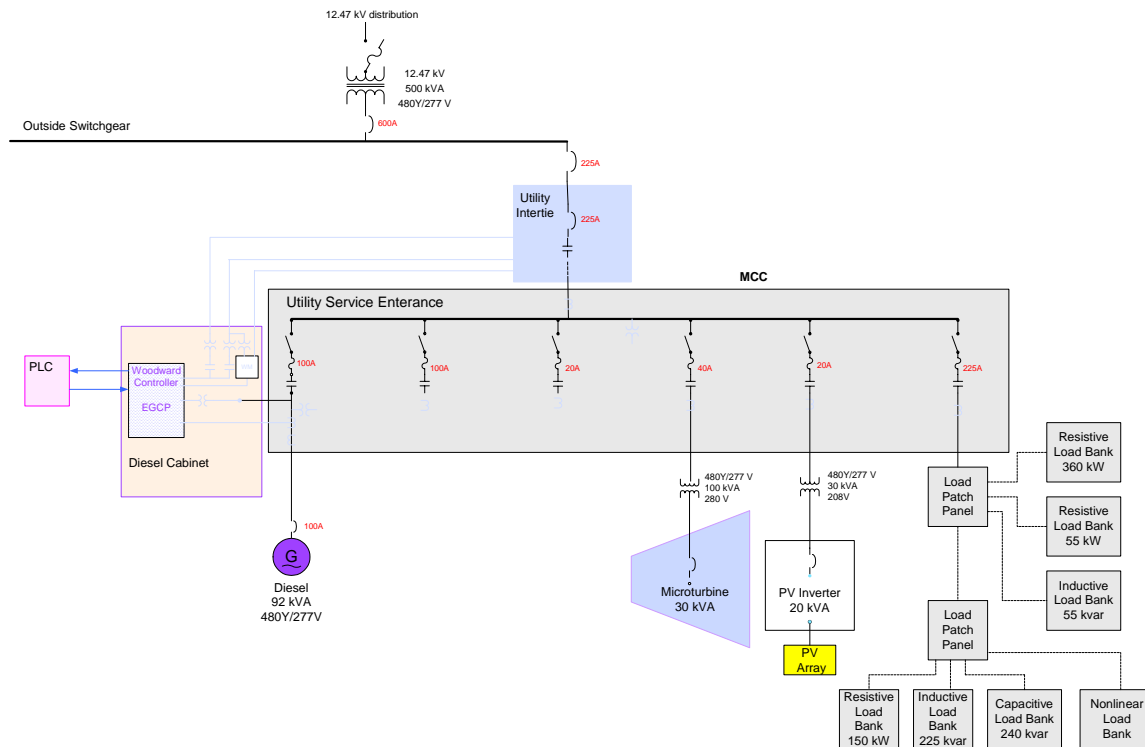 12.47 kV distribution
12.47 kV
500 kVA
480Y/277 V
600A
Outside Switchgear
225A
Utility
Intertie
225A
MCC
Utility Service Enterance
100A
100A
20A
40A
20A
225A
PLC
Woodward
Controller
EGCP
Diesel Cabinet
480Y/277 V
100 kVA
280 V
480Y/277 V
30 kVA
208V
Load
Patch
Panel
Resistive
Load Bank
360 kW
Resistive
Load Bank
55 kW
Inductive
Load Bank
55 kvar
100A
G
Diesel
92 kVA
480Y/277V
Microturbine
30 kVA
PV Inverter
20 kVA
PV
Array
Load
Patch
Panel
Resistive
Load
Bank
150 kW
Inductive
Load
Bank
225 kvar
Capacitive
Load Bank
240 kvar
Nonlinear
Load
Bank